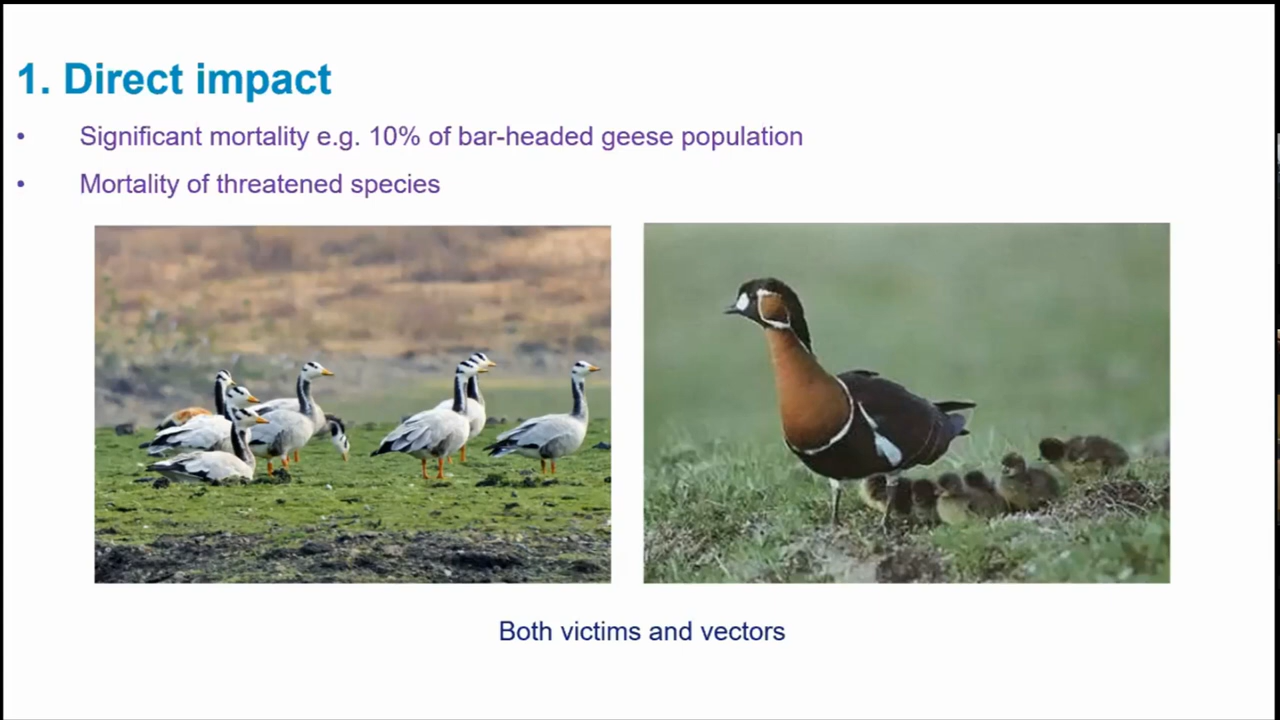 1. Direct impact
• Significant mortality e.g. 10% of bar-headed geese population
• Mortality of threatened species
Both victims and vectors